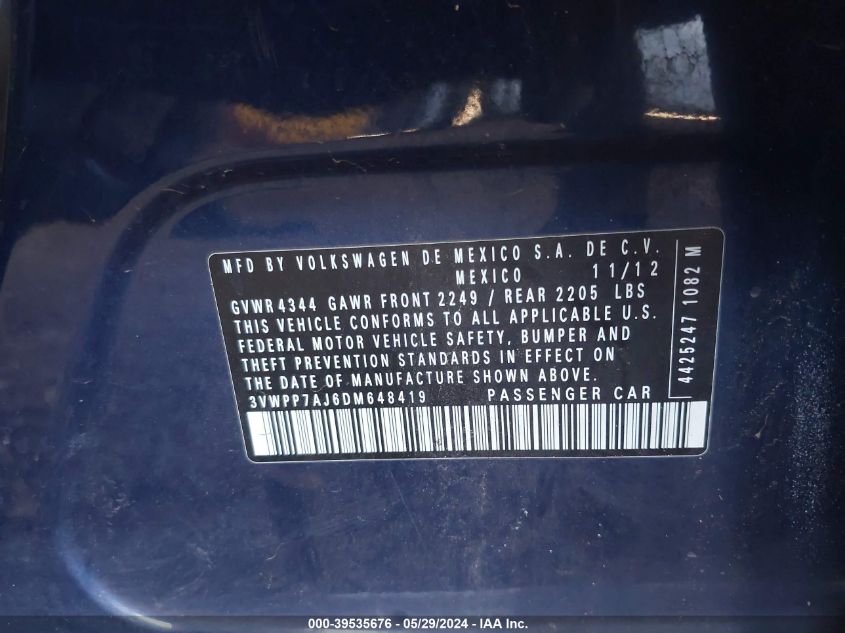 MFD BY VOLKSWAGEN DE MEXICO S.A. DE C.V.
MEXICO 11/12
GVWR 4344 GAWR FRONT 2249 / REAR 2205 LBS
THIS VEHICLE CONFORMS TO ALL APPLICABLE U.S.
FEDERAL MOTOR VEHICLE SAFETY, BUMPER AND
THEFT PREVENTION STANDARDS IN EFFECT ON
THE DATE OF MANUFACTURE SHOWN ABOVE.
3VWPP7AJ6DM648419 PASSENGER CAR
4425247 1082 M
000-39535676 / 05/29/2024 - IAA Inc.